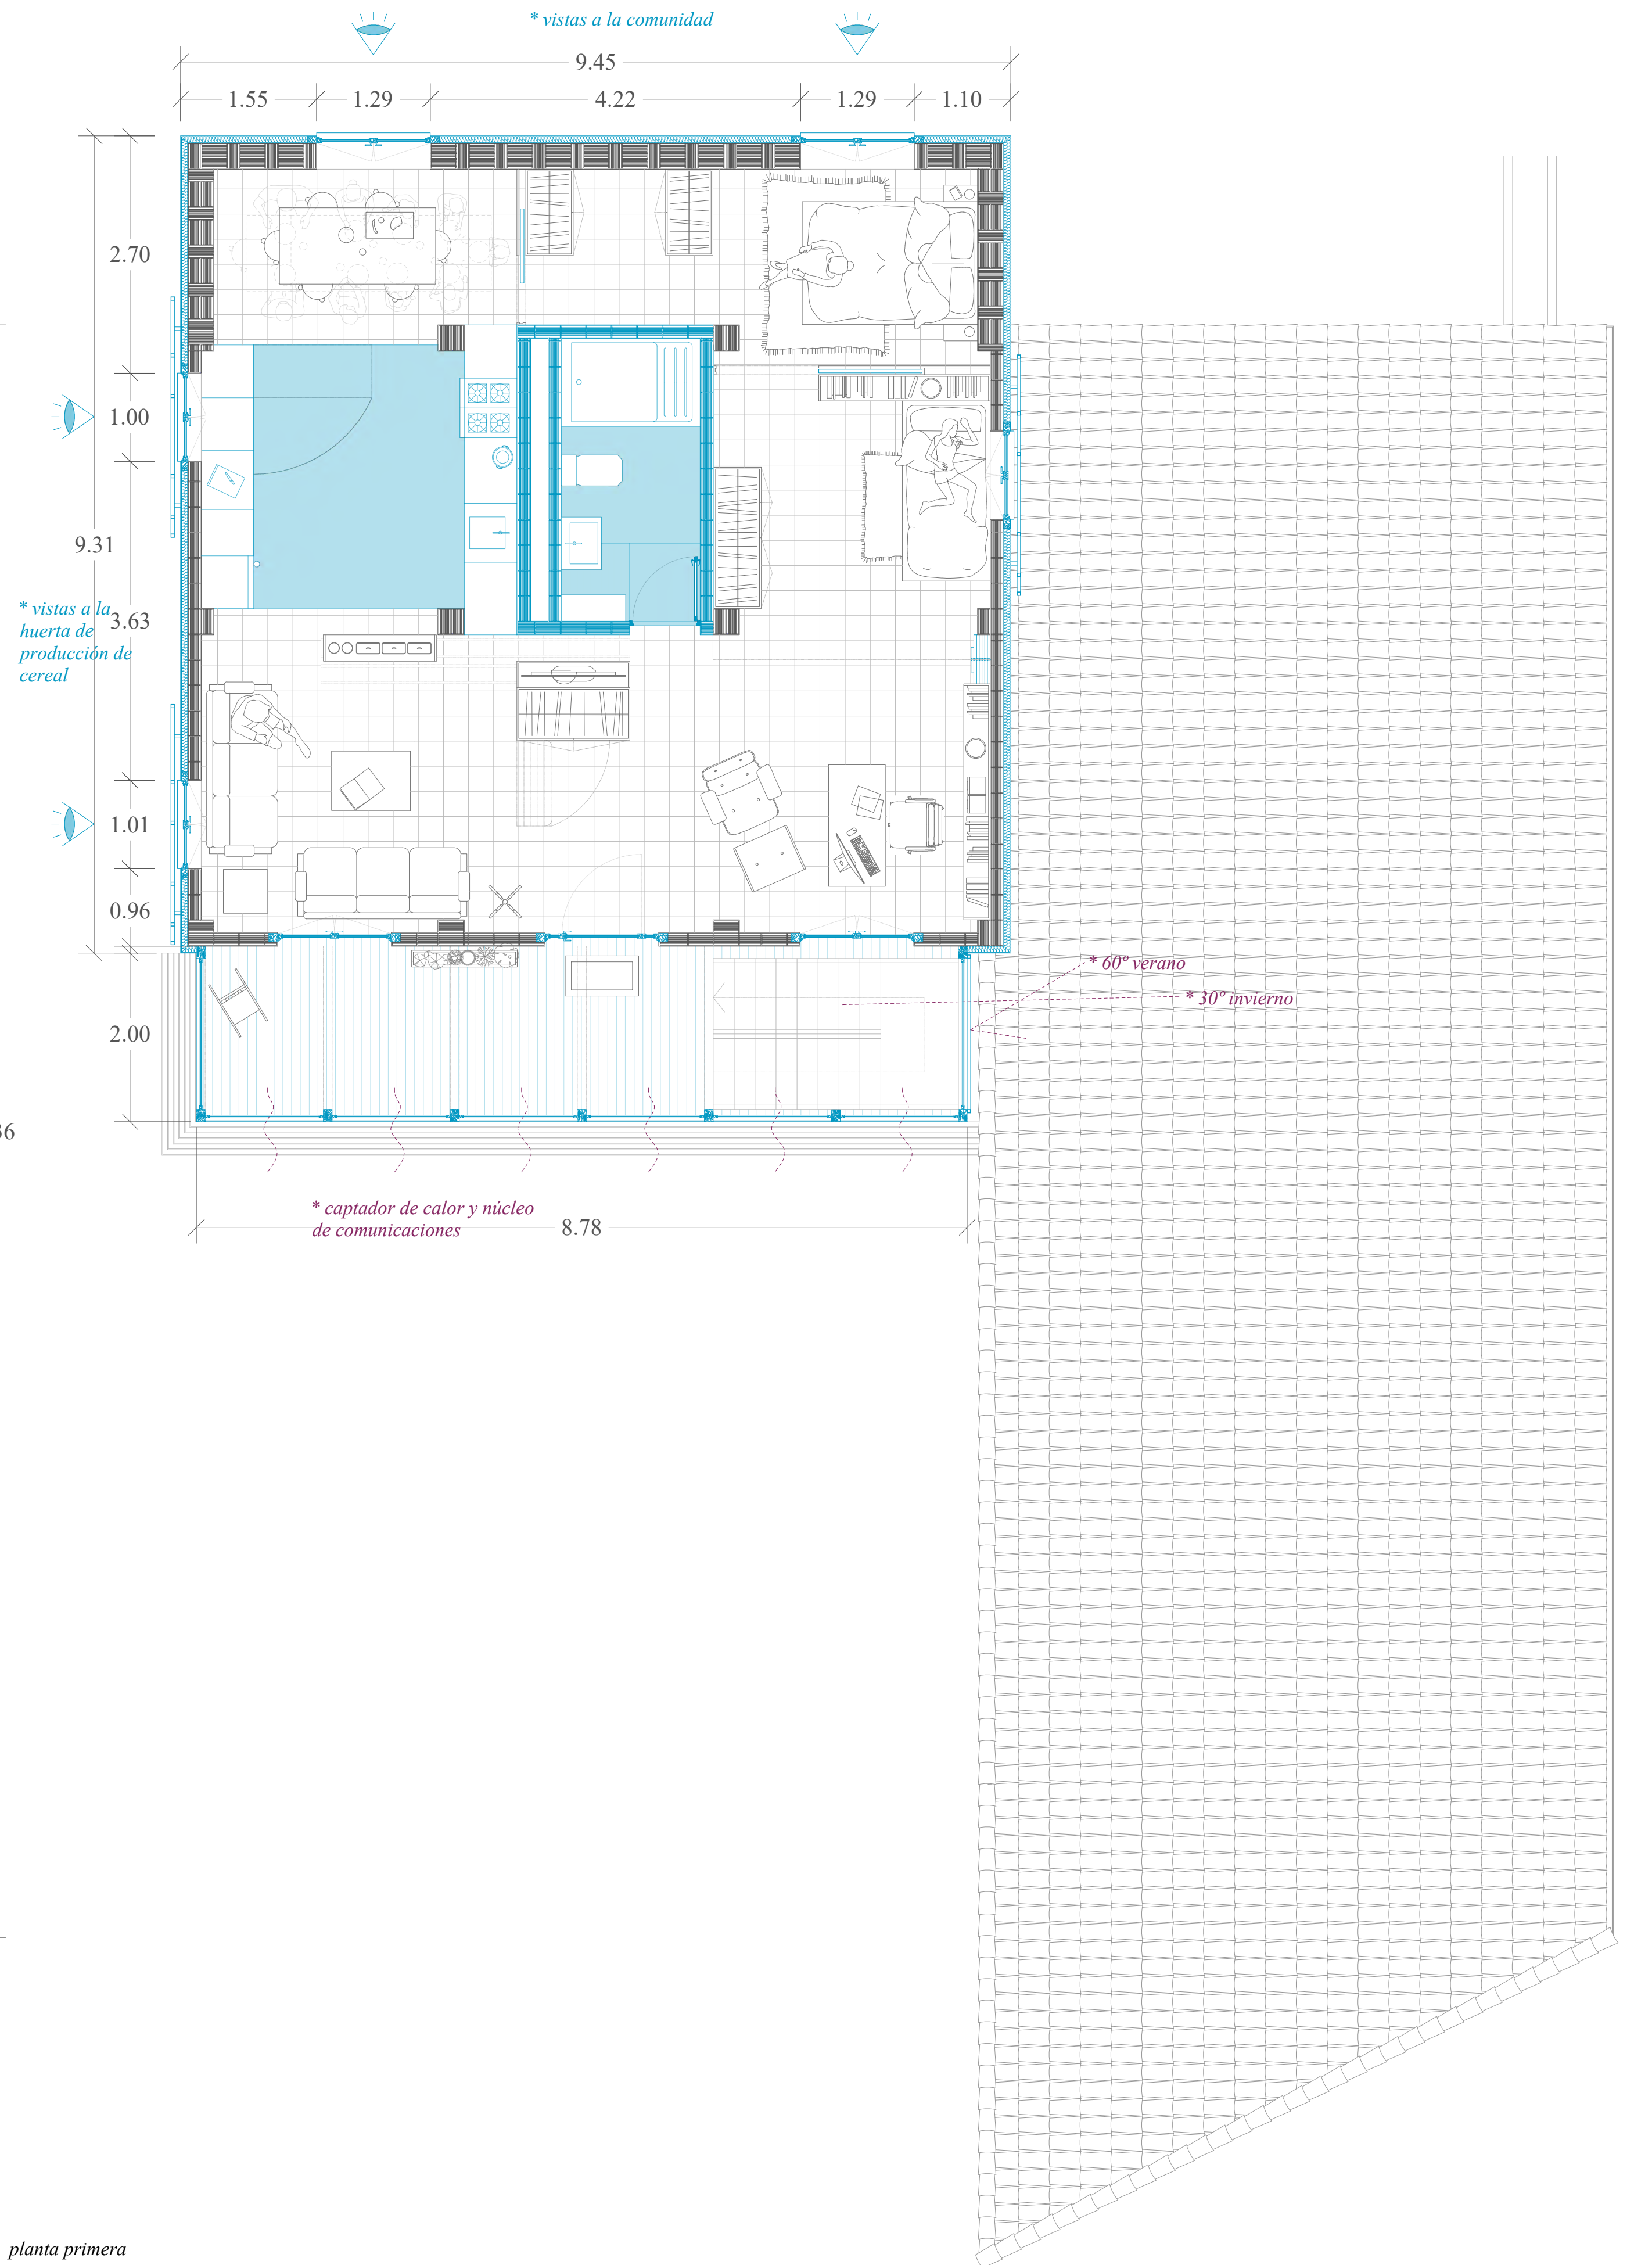 * vistas a la comunidad
9.45
1.55
1.29
4.22
1.29
1.10
2.70
1.00
9.31
3.63
* vistas a la
huerta de
producción de
cereal
1.01
0.96
2.00
* 60º verano
* 30º invierno
* captador de calor y núcleo
de comunicaciones
8.78
planta primera